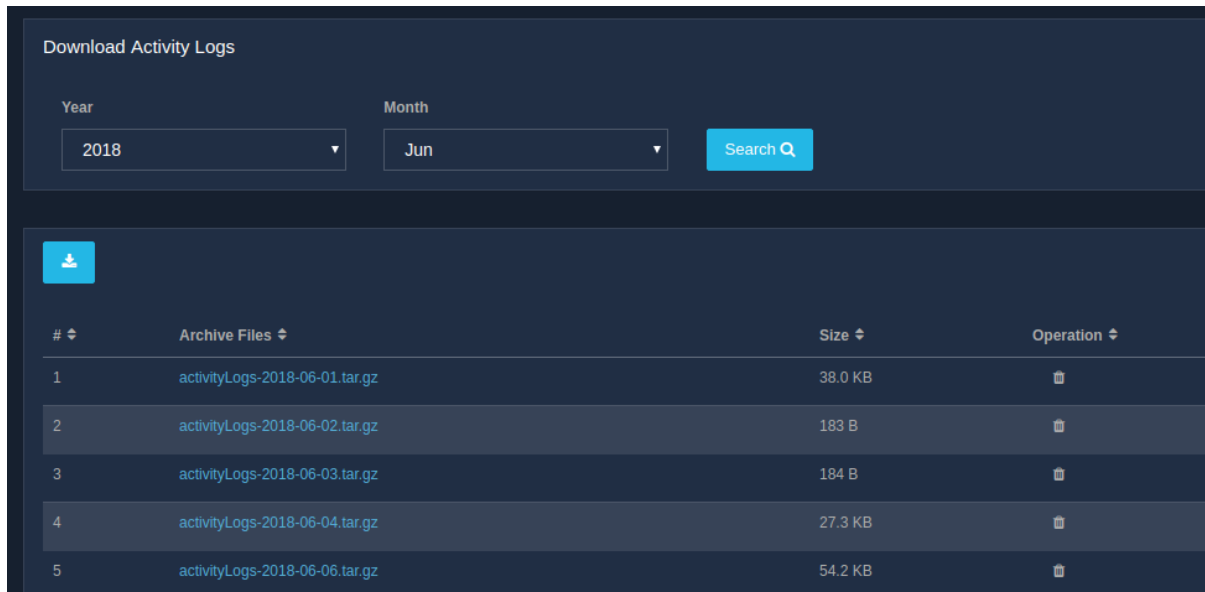 Download Activity Logs
Year Month
2018 Jun Search
# Archive Files Size Operation
1 activityLogs-2018-06-01.tar.gz 38.0 KB
2 activityLogs-2018-06-02.tar.gz 183 B
3 activityLogs-2018-06-03.tar.gz 184 B
4 activityLogs-2018-06-04.tar.gz 27.3 KB
5 activityLogs-2018-06-06.tar.gz 54.2 KB